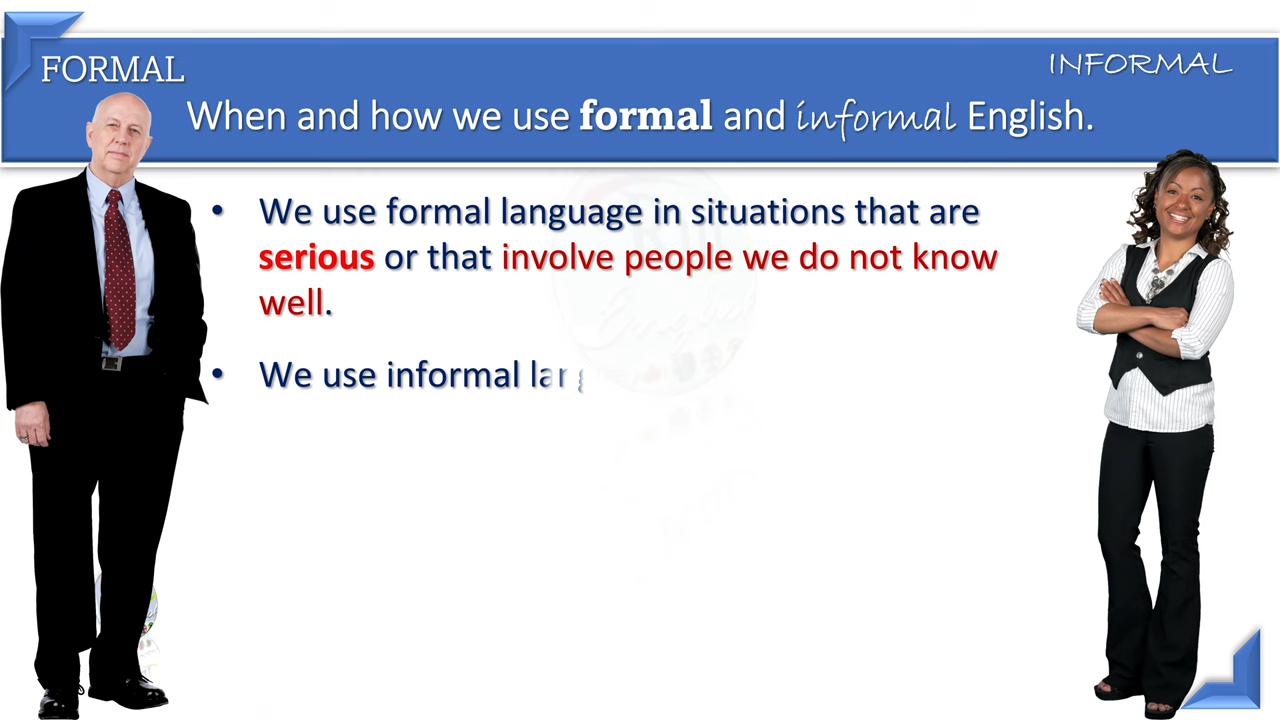 FORMAL
INFORMAL
When and how we use formal and informal English.
• We use formal language in situations that are
serious or that involve people we do not know
well.
• We use informal